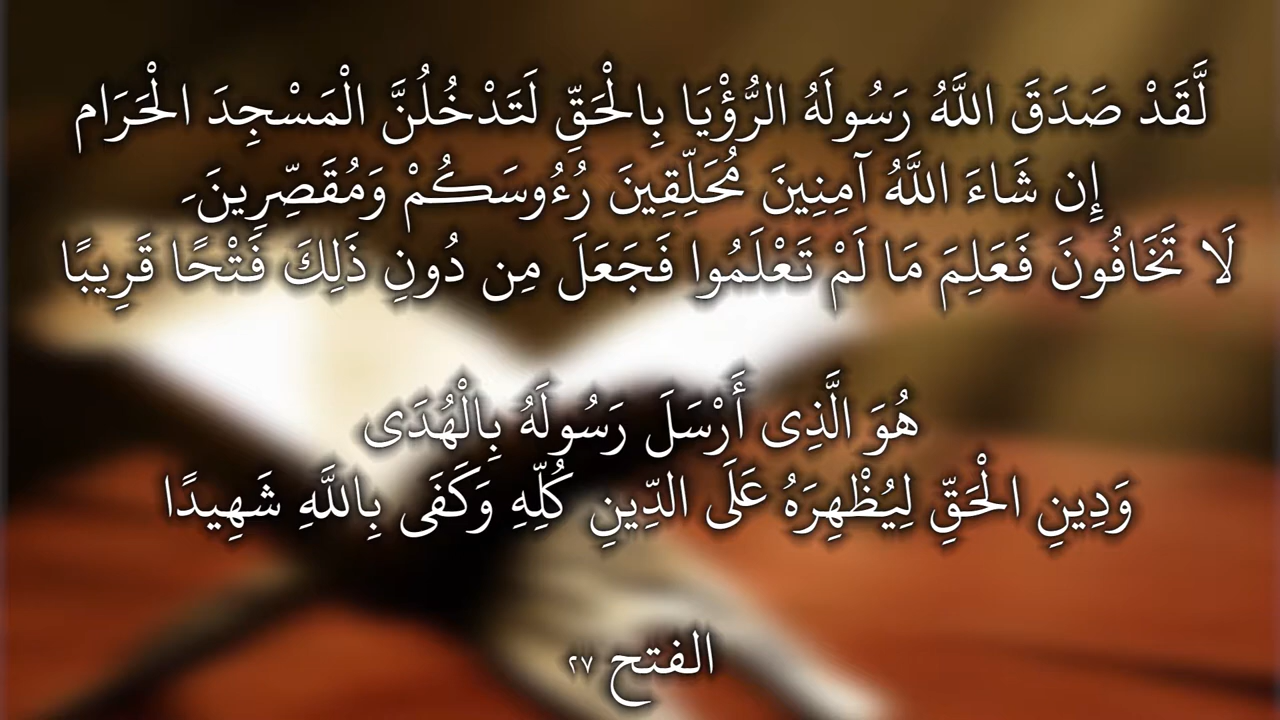 لَّقَدْ صَدَقَ اللَّهُ رَسُولَهُ الرُّؤْيَا بِالْحَقِّ لَتَدْخُلُنَّ الْمَسْجِدَ الْحَرَام
إِن شَاءَ اللَّهُ آمِنِينَ مُحَلِّقِينَ رُءُوسَكُمْ وَمُقَصِّرِينَ ِ
لَا تَخَافُونَ فَعَلِمَ مَا لَمْ تَعْلَمُوا فَجَعَلَ مِن دُونِ ذَلِكَ فَتْحًا قَرِيبًا
هُوَ الَّذِى أَرْسَلَ رَسُولَهُ بِالْهُدَى
وَدِينِ الْحَقِّ لِيُظْهِرَهُ عَلَى الدِّينِ كُلِّهِ وَكَفَى بِاللَّهِ شَهِيدًا
الفتح ٢٧